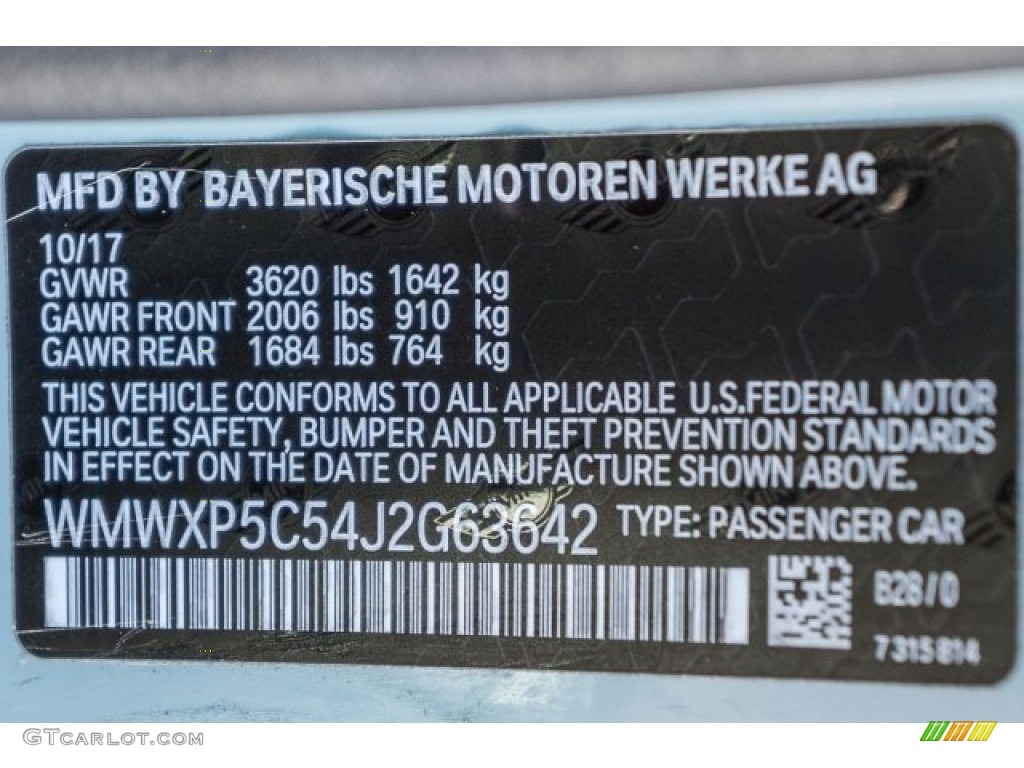 MFD BY BAYERISCHE MOTOREN WERKE AG
10/17
GVWR 3620 lbs 1642 kg
GAWR FRONT 2006 lbs 910 kg
GAWR REAR 1684 lbs 764 kg
THIS VEHICLE CONFORMS TO ALL APPLICABLE U.S.FEDERAL MOTOR
VEHICLE SAFETY, BUMPER AND THEFT PREVENTION STANDARDS
IN EFFECT ON THE DATE OF MANUFACTURE SHOWN ABOVE.
WMWXP5C54J2G63642 TYPE: PASSENGER CAR
B28/0
7315814
GTCarLot.com